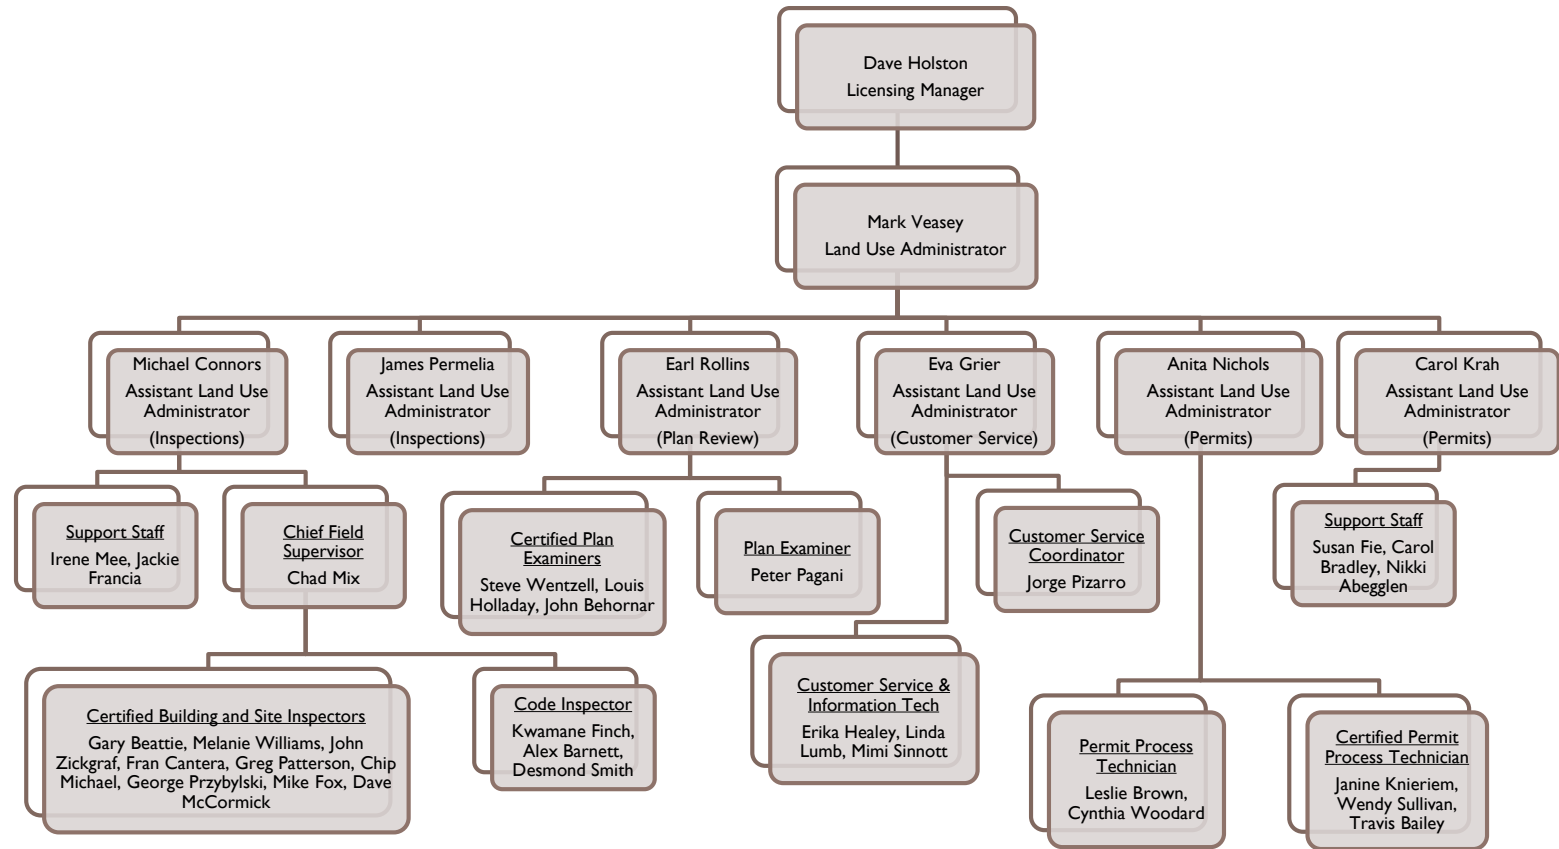 Dave Holston
Licensing Manager
Mark Veasey
Land Use Administrator
Michael Connors
Assistant Land Use
Administrator
(Inspections)
James Permelia
Assistant Land Use
Administrator
(Inspections)
Earl Rollins
Assistant Land Use
Administrator
(Plan Review)
Eva Grier
Assistant Land Use
Administrator
(Customer Service)
Anita Nichols
Assistant Land Use
Administrator
(Permits)
Carol Krah
Assistant Land Use
Administrator
(Permits)
Support Staff
Irene Mee, Jackie
Francia
Chief Field
Supervisor
Chad Mix
Certified Plan
Examiners
Steve Wentzell, Louis
Holladay, John Behornar
Plan Examiner
Peter Pagani
Customer Service
Coordinator
Jorge Pizarro
Support Staff
Susan Fie, Carol
Bradley, Nikki
Abegglen
Certified Building and Site Inspectors
Gary Beattie, Melanie Williams, John
Zickgraf, Fran Cantera, Greg Patterson, Chip
Michael, George Przybylski, Mike Fox, Dave
McCormick
Code Inspector
Kwamane Finch,
Alex Barnett,
Desmond Smith
Customer Service &
Information Tech
Erika Healey, Linda
Lumb, Mimi Sinnott
Permit Process
Technician
Leslie Brown,
Cynthia Woodard
Certified Permit
Process Technician
Janine Knieriem,
Wendy Sullivan,
Travis Bailey